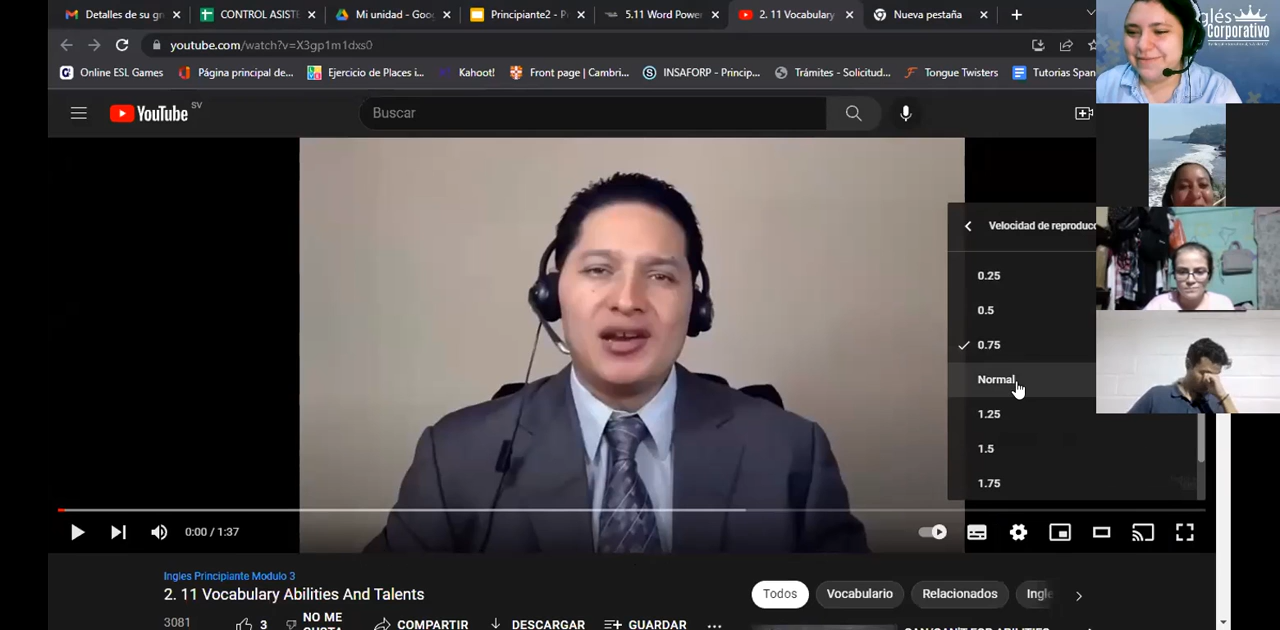 Detalles de su gr
CONTROL ASIST
Mi unidad - Goo
Principiante2 - P
5.11 Word Powe
2. 11 Vocabulary
Nueva pestaña
youtube.com/watch?v=X3gp1m1dxs0
Online ESL Games
Página principal de...
Ejercicio de Places i...
Kahoot!
Front page | Cambri...
INSAFORP - Princip...
Trámites - Solicitud...
Tongue Twisters
Tutorias Span
glés
Corporativo
YouTube SV
Buscar
Velocidad de reproducc
0.25
0.5
0.75
Normal
1.25
1.5
1.75
0:00 / 1:37
Ingles Principiante Modulo 3
2. 11 Vocabulary Abilities And Talents
Todos
Vocabulario
Relacionados
Ingle
3081
3
NO ME
COMPARTIR
DESCARGAR
GUARDAR